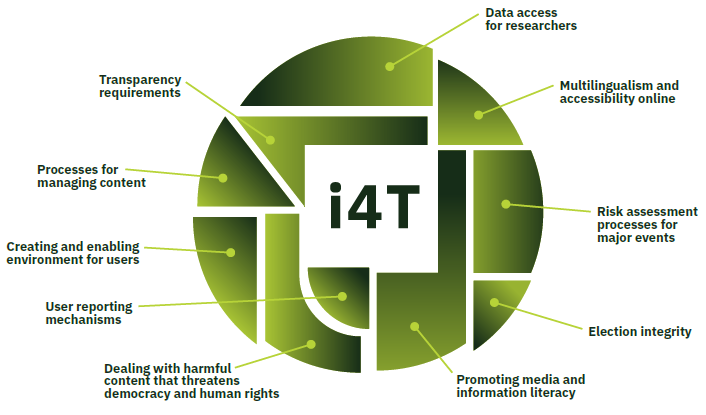 Data access
for researchers
Transparency
requirements
Multilingualism and
accessibility online
Processes for
managing content
i4T
Risk assessment
processes for
major events
Creating and enabling
environment for users
User reporting
mechanisms
Election integrity
Dealing with harmful
content that threatens
democracy and human rights
Promoting media and
information literacy